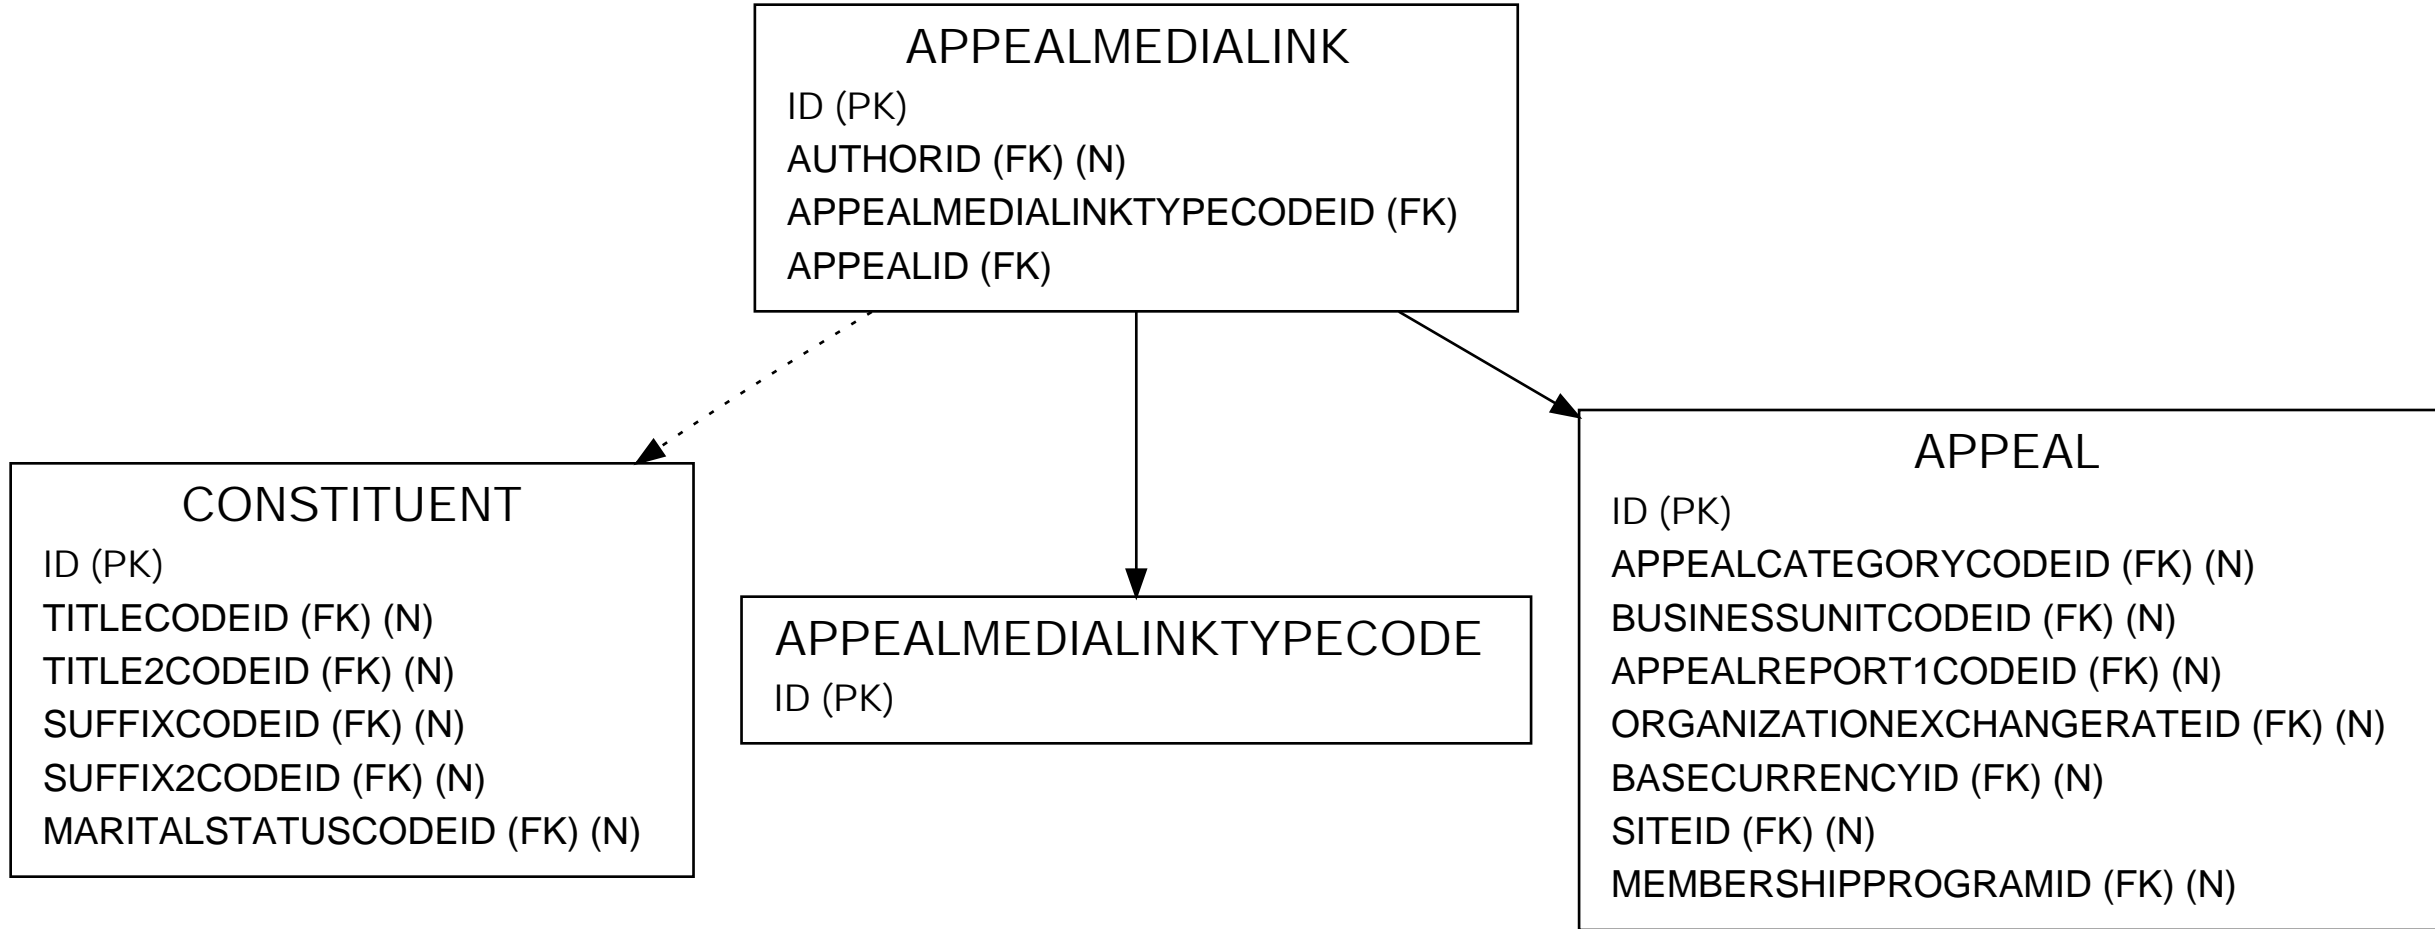 APPEALMEDIALINK
ID (PK)
AUTHORID (FK) (N)
APPEALMEDIALINKTYPECODEID (FK)
APPEALID (FK)
CONSTITUENT
ID (PK)
TITLECODEID (FK) (N)
TITLE2CODEID (FK) (N)
SUFFIXCODEID (FK) (N)
SUFFIX2CODEID (FK) (N)
MARITALSTATUSCODEID (FK) (N)
APPEALMEDIALINKTYPECODE
ID (PK)
APPEAL
ID (PK)
APPEALCATEGORYCODEID (FK) (N)
BUSINESSUNITCODEID (FK) (N)
APPEALREPORT1CODEID (FK) (N)
ORGANIZATIONEXCHANGERATEID (FK) (N)
BASECURRENCYID (FK) (N)
SITEID (FK) (N)
MEMBERSHIPPROGRAMID (FK) (N)